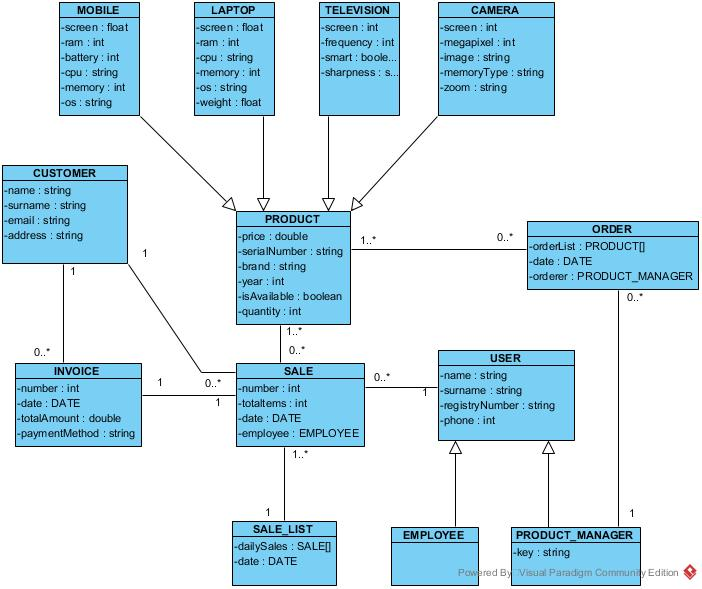 MOBILE
-screen : float
-ram : int
-battery : int
-cpu : string
-memory : int
-os : string
LAPTOP
-screen : float
-ram : int
-cpu : string
-memory : int
-os : string
-weight : float
TELEVISION
-screen : int
-frequency : int
-smart : boole...
-sharpness : s...
CAMERA
-screen : int
-megapixel : int
-image : string
-memoryType : string
-zoom : string
CUSTOMER
-name : string
-surname : string
-email : string
-address : string
PRODUCT
-price : double
-serialNumber : string
-brand : string
-year : int
-isAvailable : boolean
-quantity : int
1..*
0..*
ORDER
-orderList : PRODUCT[]
-date : DATE
-orderer : PRODUCT_MANAGER
1
1
0..*
1..*
0..*
0..*
INVOICE
-number : int
-date : DATE
-totalAmount : double
-paymentMethod : string
1
1
0..*
SALE
-number : int
-totaItems : int
-date : DATE
-employee : EMPLOYEE
0..*
1
USER
-name : string
-surname : string
-registryNumber : string
-phone : int
1..*
1
SALE_LIST
-dailySales : SALE[]
-date : DATE
EMPLOYEE
1
PRODUCT_MANAGER
-key : string
Powered By Visual Paradigm Community Edition